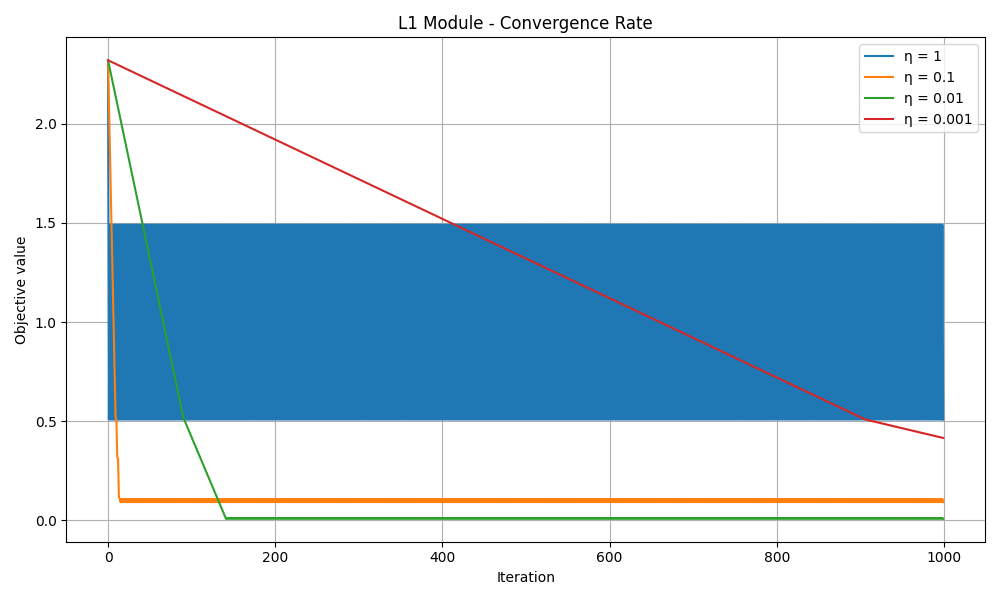 L1 Module - Convergence Rate
η = 1
η = 0.1
η = 0.01
η = 0.001
Objective value
2.0
1.5
1.0
0.5
0.0
0 200 400 600 800 1000
Iteration